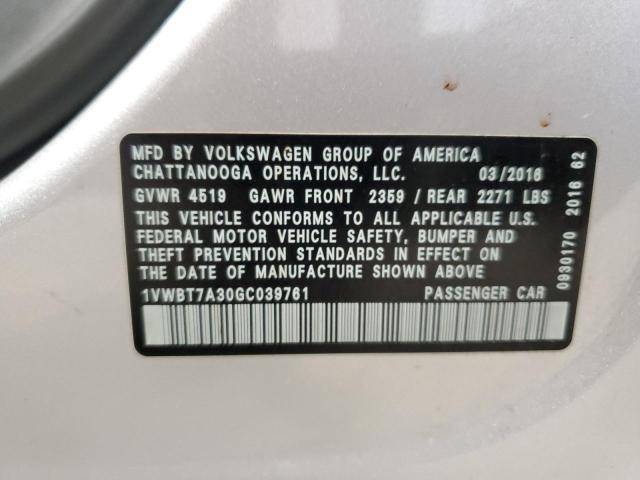 MFD BY VOLKSWAGEN GROUP OF AMERICA
CHATTANOOGA OPERATIONS, LLC. 03/2016
GVWR 4519 GAWR FRONT 2359 / REAR 2271 LBS
THIS VEHICLE CONFORMS TO ALL APPLICABLE U.S.
FEDERAL MOTOR VEHICLE SAFETY, BUMPER AND
THEFT PREVENTION STANDARDS IN EFFECT ON
THE DATE OF MANUFACTURE SHOWN ABOVE
1VWBT7A30GC039761 PASSENGER CAR
0930170 2016 62